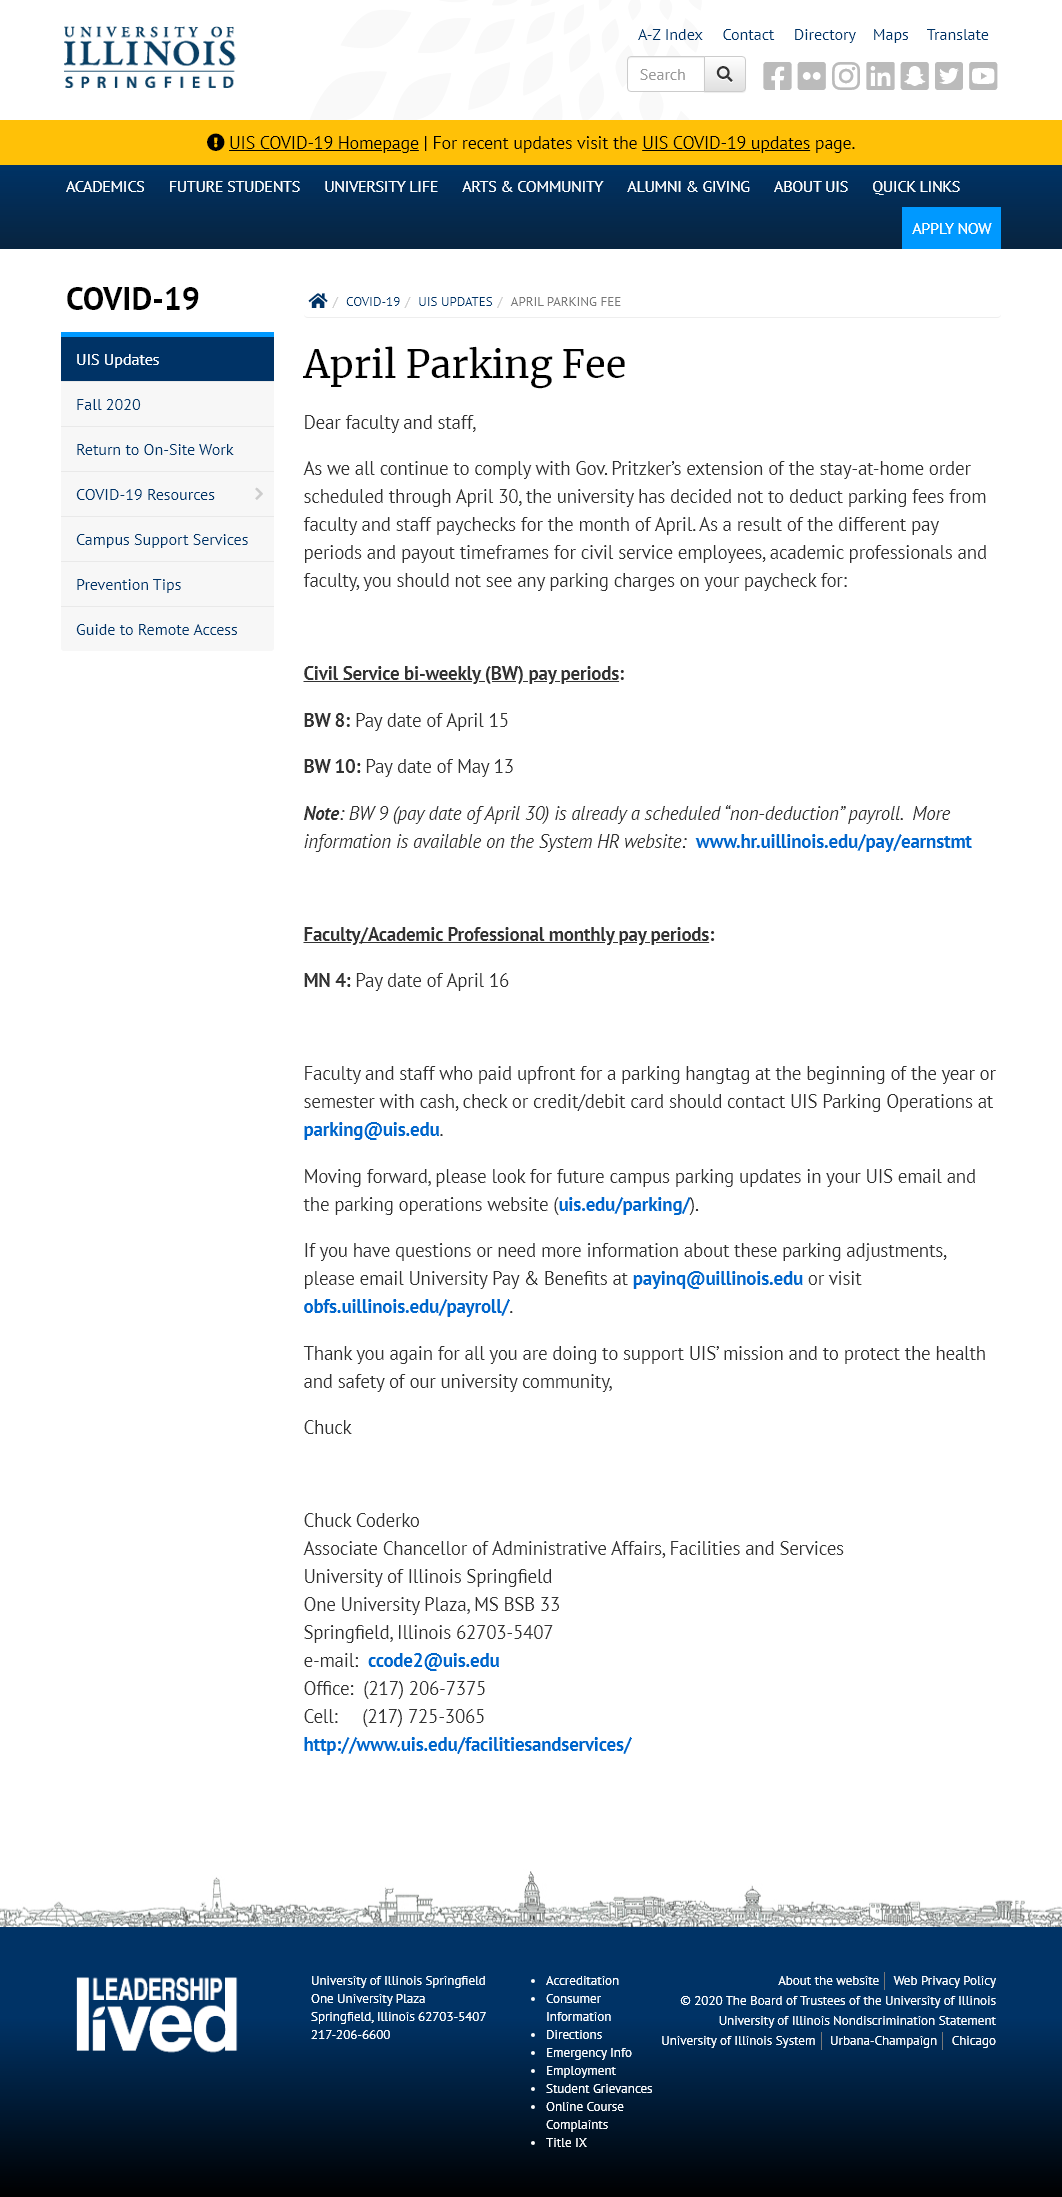 UNIVERSITY OF
ILLINOIS
SPRINGFIELD
A-Z Index Contact Directory Maps Translate
Search
UIS COVID-19 Homepage | For recent updates visit the UIS COVID-19 updates page.
ACADEMICS FUTURE STUDENTS UNIVERSITY LIFE ARTS & COMMUNITY ALUMNI & GIVING ABOUT UIS QUICK LINKS
APPLY NOW
COVID-19
UIS Updates
Fall 2020
Return to On-Site Work
COVID-19 Resources
Campus Support Services
Prevention Tips
Guide to Remote Access
/ COVID-19 / UIS UPDATES / APRIL PARKING FEE
April Parking Fee
Dear faculty and staff,
As we all continue to comply with Gov. Pritzker’s extension of the stay-at-home order
scheduled through April 30, the university has decided not to deduct parking fees from
faculty and staff paychecks for the month of April. As a result of the different pay
periods and payout timeframes for civil service employees, academic professionals and
faculty, you should not see any parking charges on your paycheck for:
Civil Service bi-weekly (BW) pay periods:
BW 8: Pay date of April 15
BW 10: Pay date of May 13
Note: BW 9 (pay date of April 30) is already a scheduled “non-deduction” payroll. More
information is available on the System HR website: www.hr.uillinois.edu/pay/earnstmt
Faculty/Academic Professional monthly pay periods:
MN 4: Pay date of April 16
Faculty and staff who paid upfront for a parking hangtag at the beginning of the year or
semester with cash, check or credit/debit card should contact UIS Parking Operations at
parking@uis.edu.
Moving forward, please look for future campus parking updates in your UIS email and
the parking operations website (uis.edu/parking/).
If you have questions or need more information about these parking adjustments,
please email University Pay & Benefits at payinq@uillinois.edu or visit
obfs.uillinois.edu/payroll/.
Thank you again for all you are doing to support UIS’ mission and to protect the health
and safety of our university community,
Chuck
Chuck Coderko
Associate Chancellor of Administrative Affairs, Facilities and Services
University of Illinois Springfield
One University Plaza, MS BSB 33
Springfield, Illinois 62703-5407
e-mail: ccode2@uis.edu
Office: (217) 206-7375
Cell: (217) 725-3065
http://www.uis.edu/facilitiesandservices/
LEADERSHIP
lived
University of Illinois Springfield
One University Plaza
Springfield, Illinois 62703-5407
217-206-6600
• Accreditation
• Consumer
Information
• Directions
• Emergency Info
• Employment
• Student Grievances
• Online Course
Complaints
• Title IX
About the website | Web Privacy Policy
© 2020 The Board of Trustees of the University of Illinois
University of Illinois Nondiscrimination Statement
University of Illinois System | Urbana-Champaign | Chicago